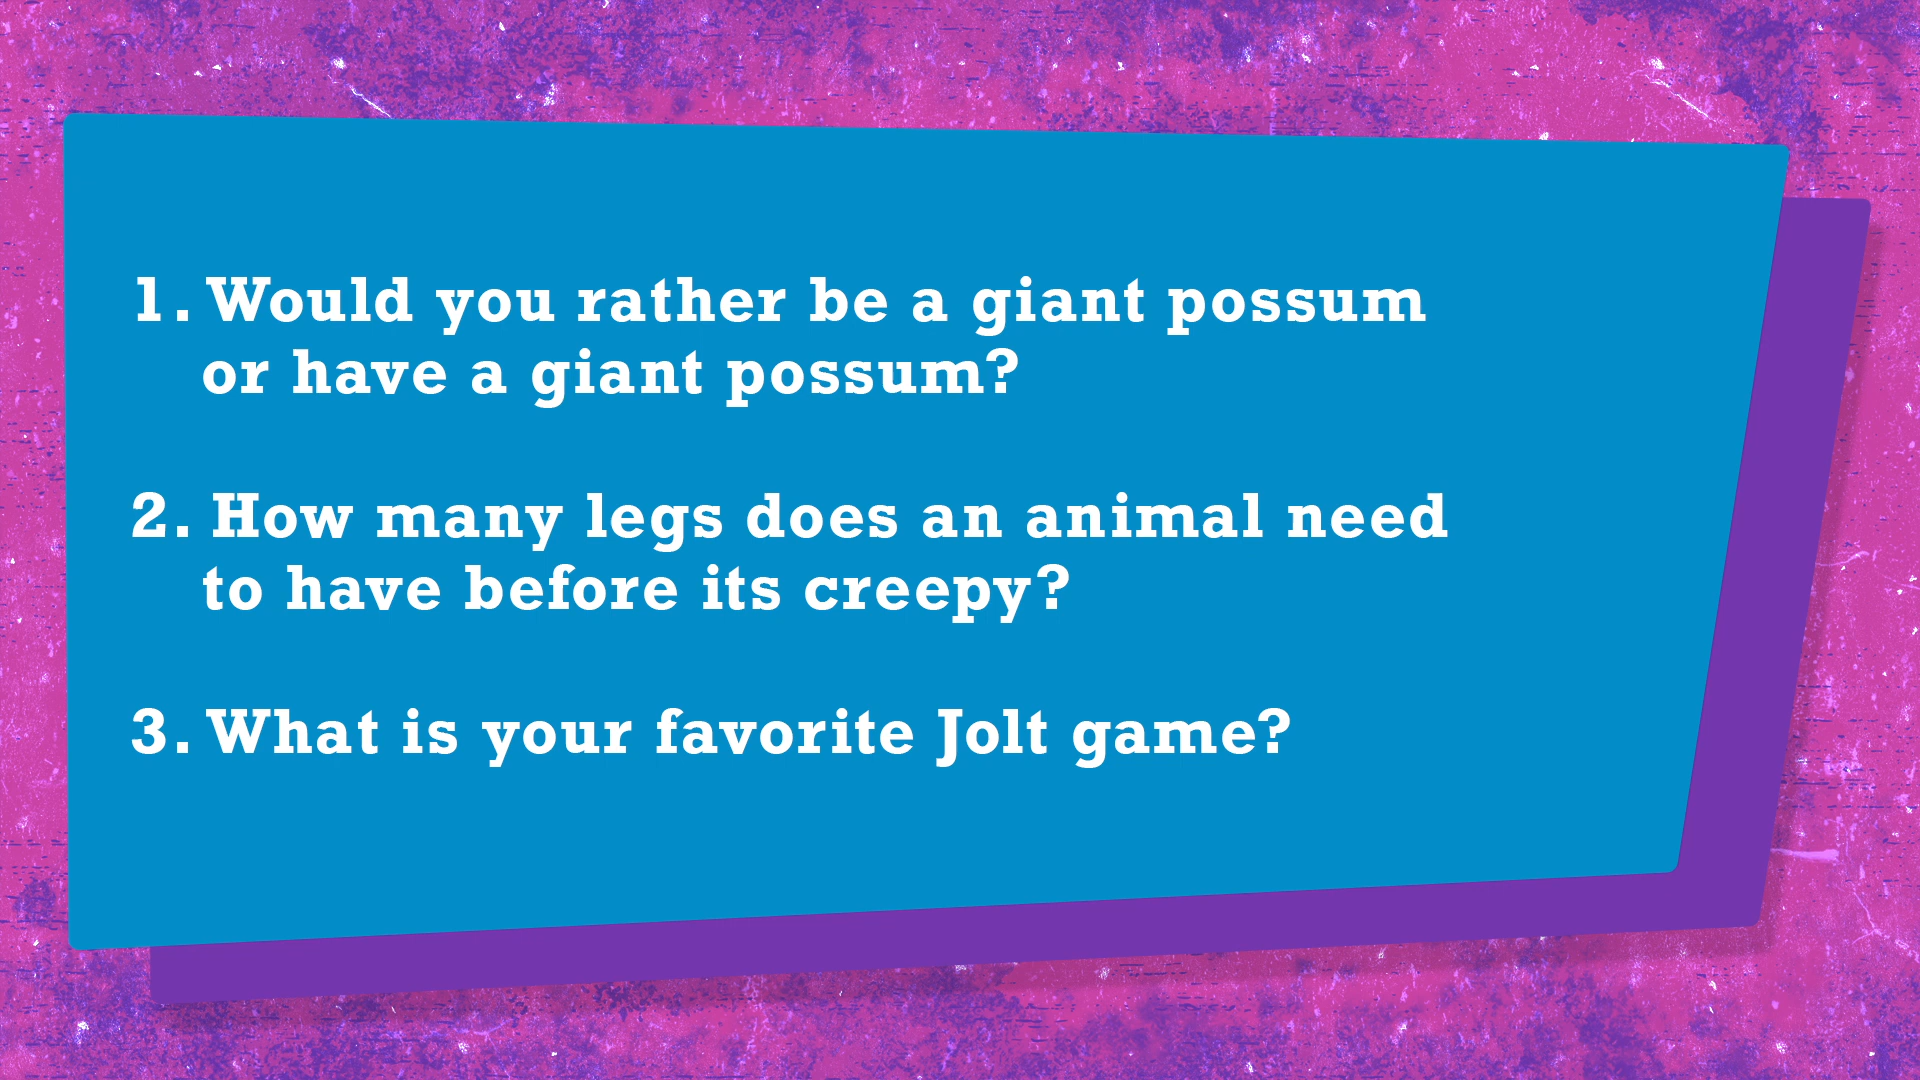 1. Would you rather be a giant possum
or have a giant possum?
2. How many legs does an animal need
to have before its creepy?
3. What is your favorite Jolt game?